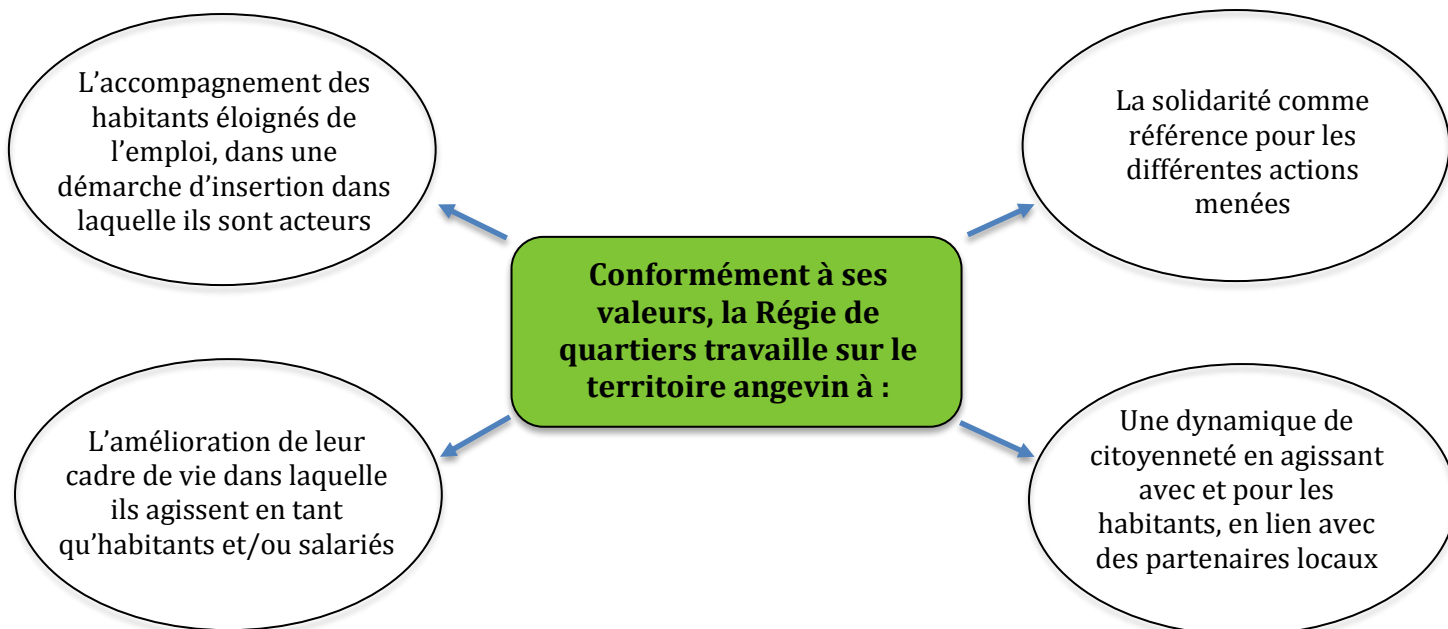 L’accompagnement des
habitants éloignés de
l’emploi, dans une
démarche d’insertion dans
laquelle ils sont acteurs
La solidarité comme
référence pour les
différentes actions
menées
Conformément à ses
valeurs, la Régie de
quartiers travaille sur le
territoire angevin à :
L’amélioration de leur
cadre de vie dans laquelle
ils agissent en tant
qu’habitants et/ou salariés
Une dynamique de
citoyenneté en agissant
avec et pour les
habitants, en lien avec
des partenaires locaux